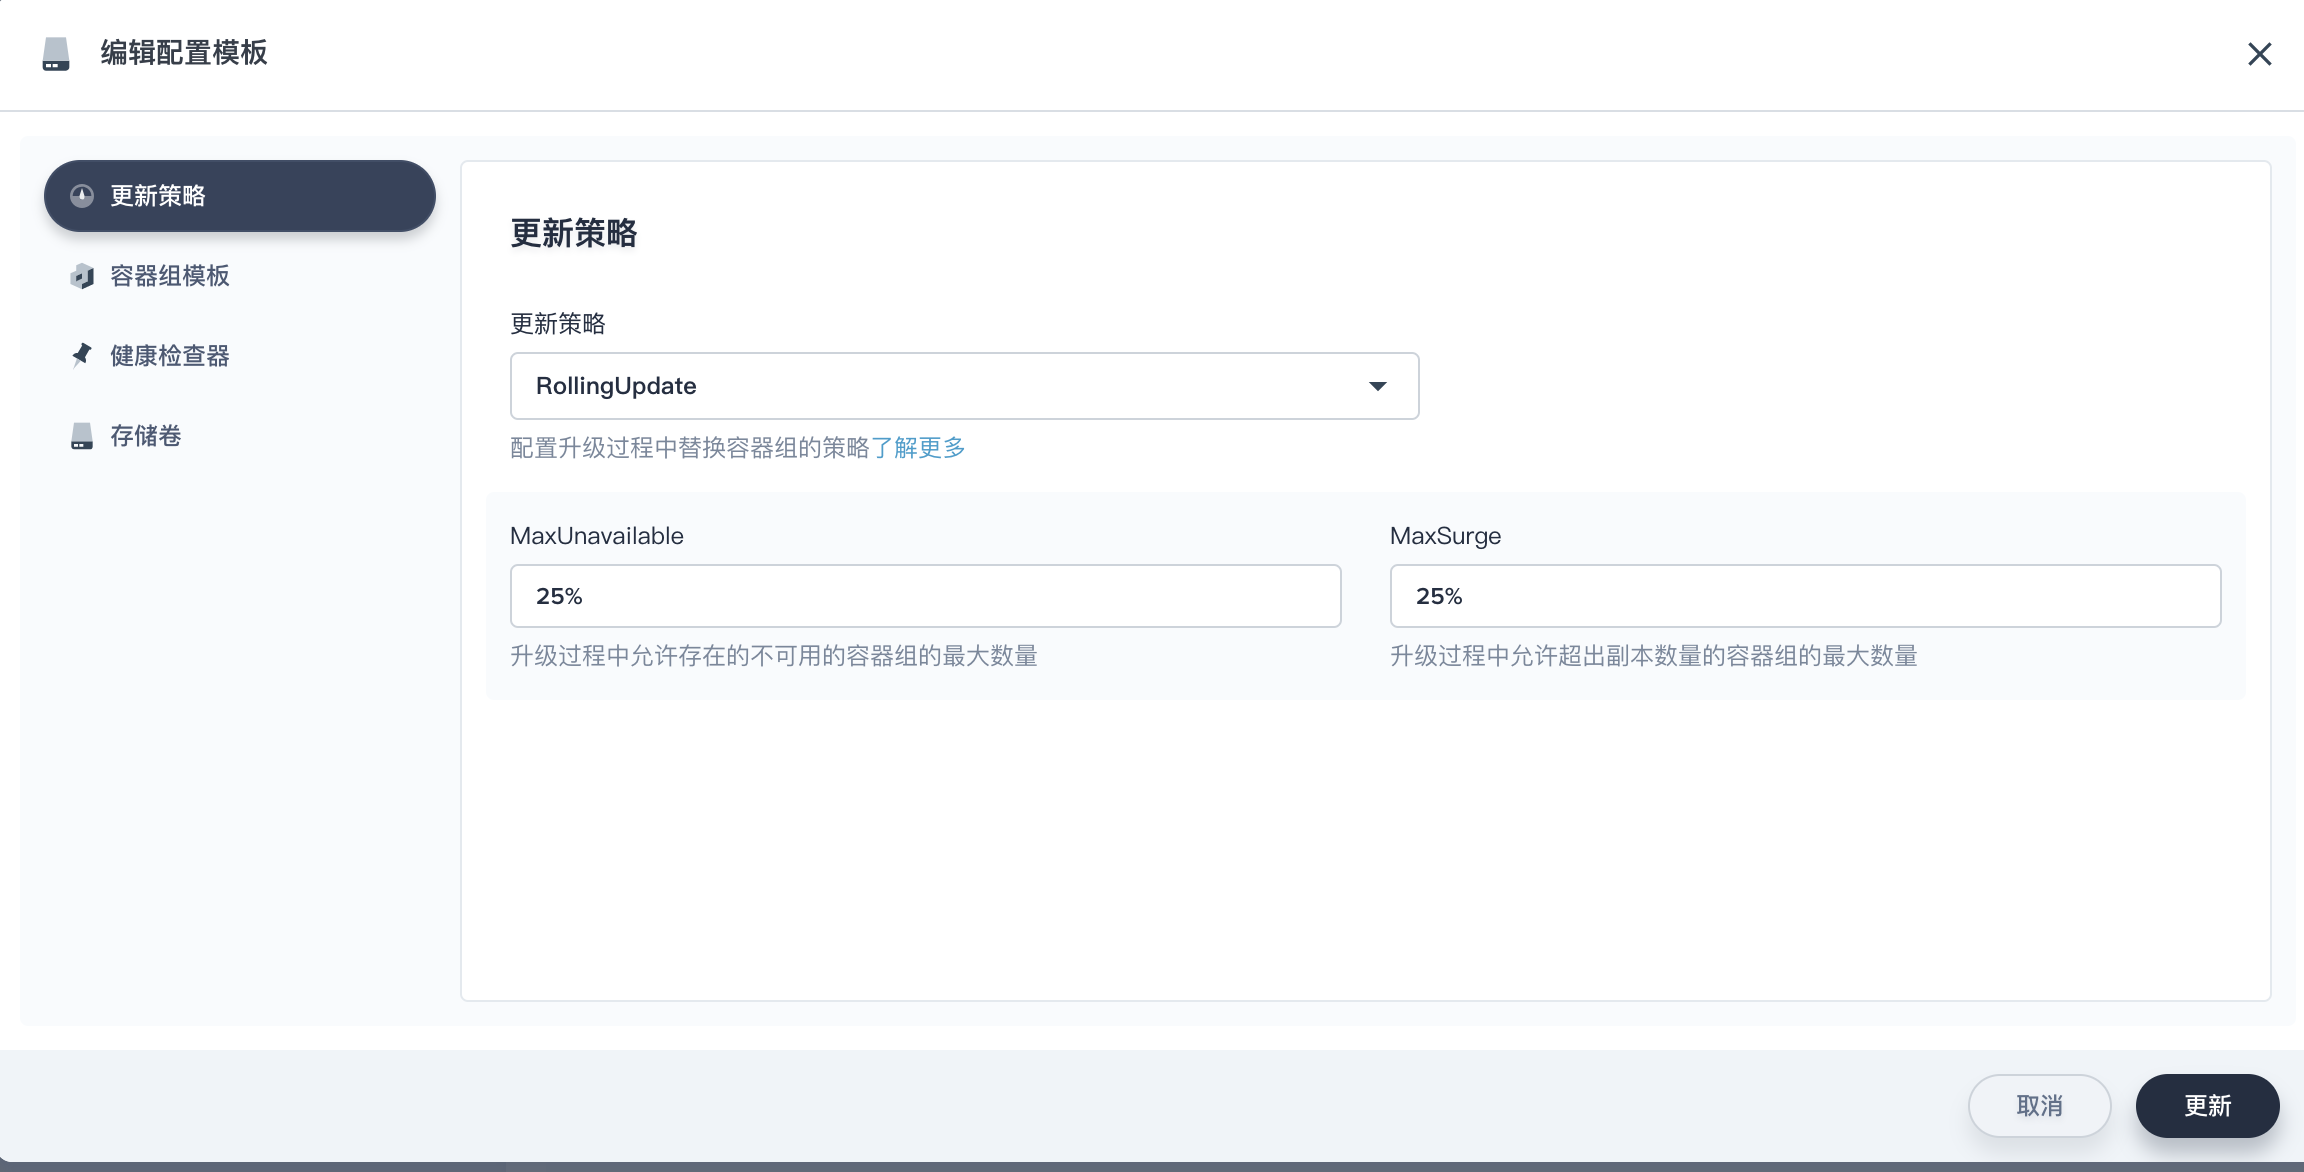 编辑配置模板
更新策略
容器组模板
健康检查器
存储卷
更新策略
更新策略
RollingUpdate
配置升级过程中替换容器组的策略了解更多
MaxUnavailable
25%
升级过程中允许存在的不可用的容器组的最大数量
MaxSurge
25%
升级过程中允许超出副本数量的容器组的最大数量
取消
更新